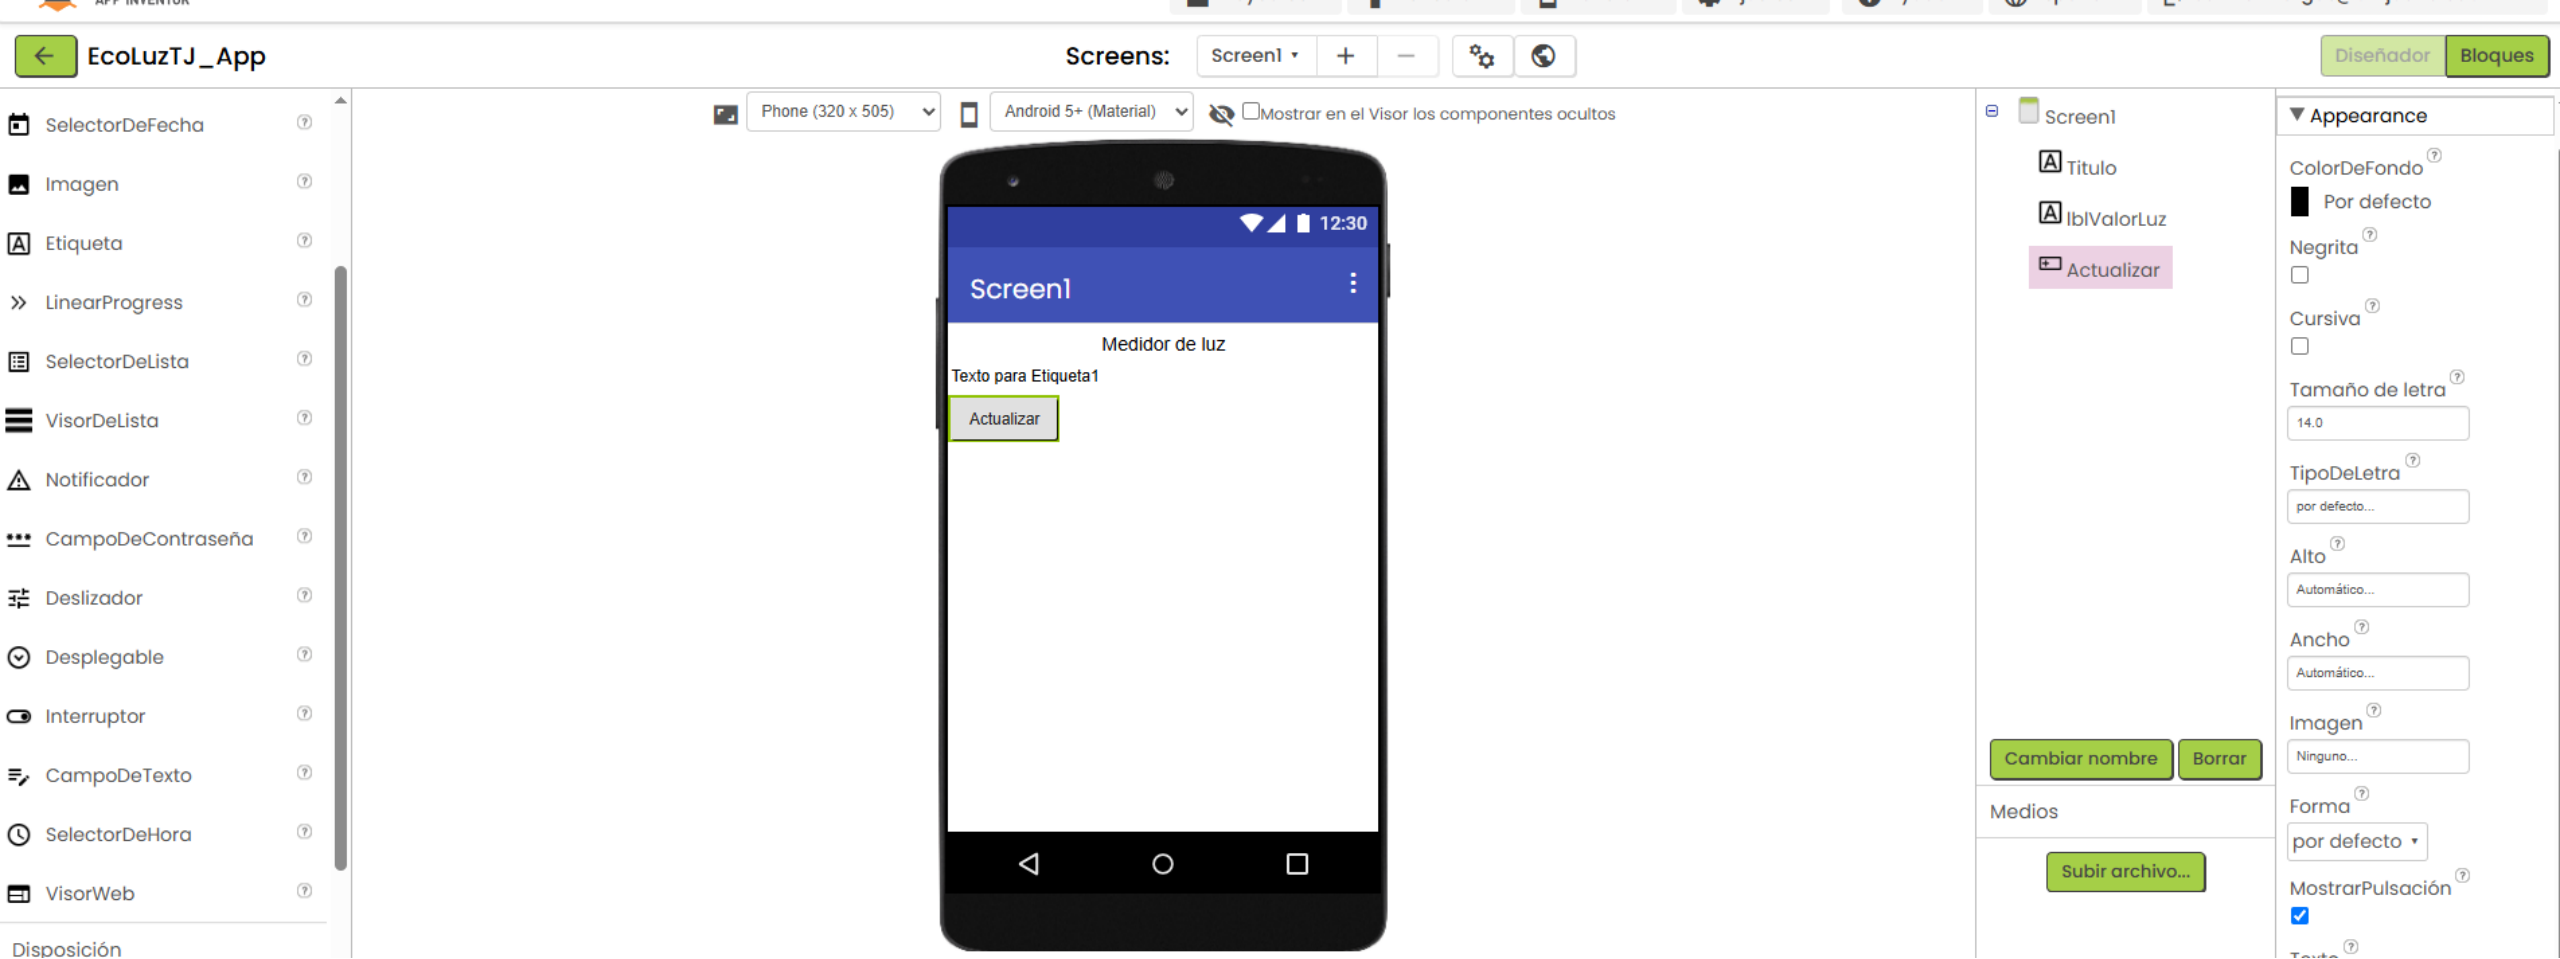 APP INVENTOR
EcoLuzTJ_App
Screens:
Screen1
Diseñador
Bloques
SelectorDeFecha
Imagen
Etiqueta
LinearProgress
SelectorDeLista
VisorDeLista
Notificador
CampoDeContraseña
Deslizador
Desplegable
Interruptor
CampoDeTexto
SelectorDeHora
VisorWeb
Disposición
Phone (320 x 505)
Android 5+ (Material)
Mostrar en el Visor los componentes ocultos
12:30
Screen1
Medidor de luz
Texto para Etiqueta1
Actualizar
Screen1
Titulo
lblValorLuz
Actualizar
Cambiar nombre
Borrar
Medios
Subir archivo...
Appearance
ColorDeFondo
Por defecto
Negrita
Cursiva
Tamaño de letra
14.0
TipoDeLetra
por defecto...
Alto
Automático...
Ancho
Automático...
Imagen
Ninguno...
Forma
por defecto
MostrarPulsación
Texto